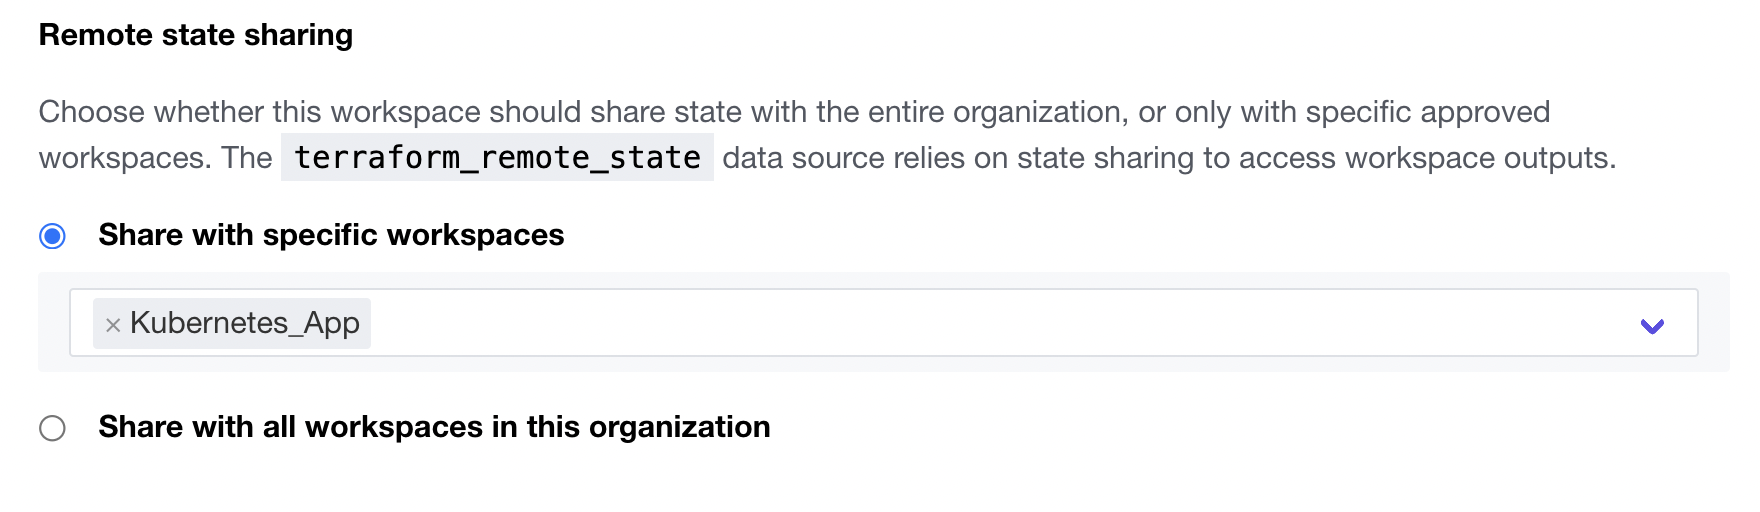 Remote state sharing
Choose whether this workspace should share state with the entire organization, or only with specific approved
workspaces. The terraform_remote_state data source relies on state sharing to access workspace outputs.
Share with specific workspaces
× Kubernetes_App
Share with all workspaces in this organization